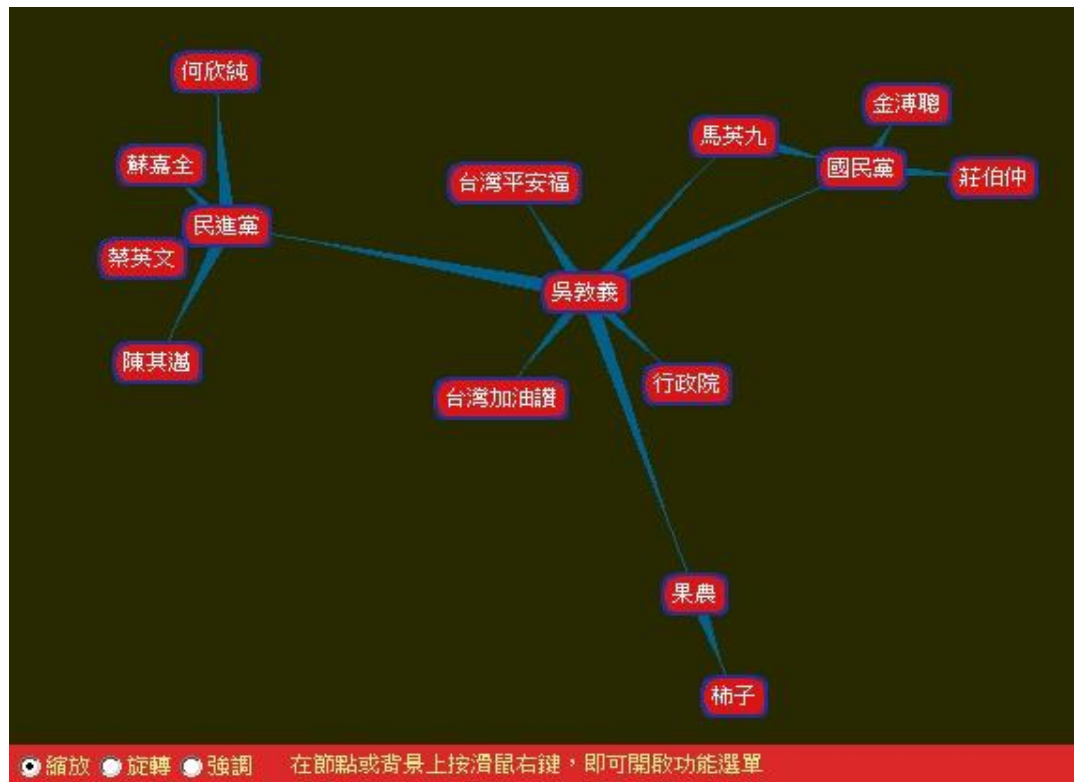 何欣純
金溥聰
馬英九
蘇嘉全
國民黨
莊伯仲
台灣平安福
民進黨
蔡英文
吳敦義
陳其邁
行政院
台灣加油讚
果農
柿子
縮放 旋轉 強調 在節點或背景上按滑鼠右鍵，即可開啟功能選單